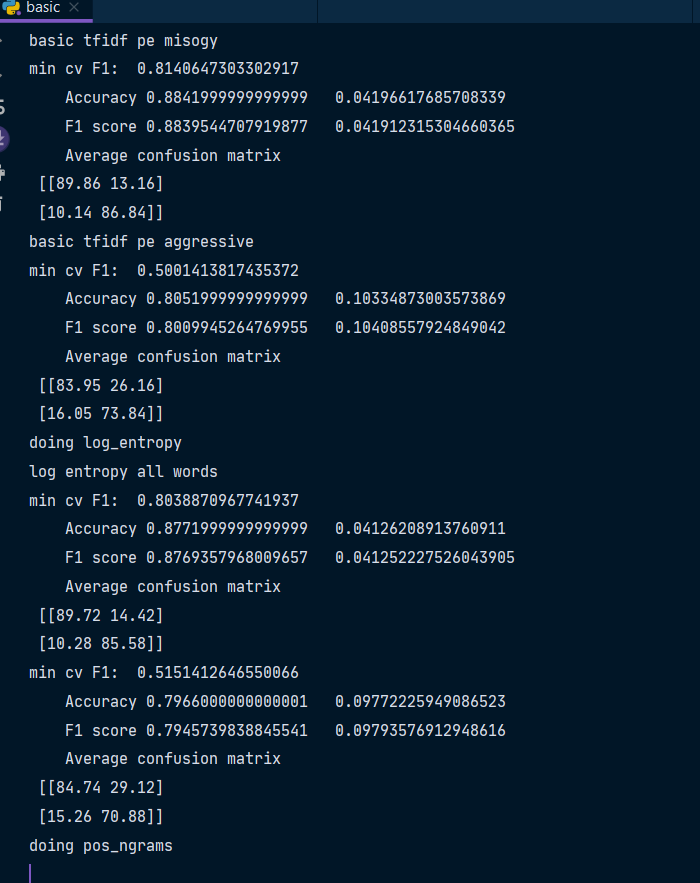 basic
basic tfidf pe misogy
min cv F1:  0.8140647303302917
    Accuracy 0.8841999999999999   0.04196617685708339
    F1 score 0.8839544707919877   0.041912315304660365
    Average confusion matrix
 [[89.86 13.16]
 [10.14 86.84]]
basic tfidf pe aggressive
min cv F1:  0.5001413817435372
    Accuracy 0.8051999999999999   0.10334873003573869
    F1 score 0.8009945264769955   0.10408557924849042
    Average confusion matrix
 [[83.95 26.16]
 [16.05 73.84]]
doing log_entropy
log entropy all words
min cv F1:  0.8038870967741937
    Accuracy 0.8771999999999999   0.04126208913760911
    F1 score 0.8769357968009657   0.041252227526043905
    Average confusion matrix
 [[89.72 14.42]
 [10.28 85.58]]
min cv F1:  0.5151412646550066
    Accuracy 0.7966000000000001   0.09772225949086523
    F1 score 0.7945739838845541   0.09793576912948616
    Average confusion matrix
 [[84.74 29.12]
 [15.26 70.88]]
doing pos_ngrams